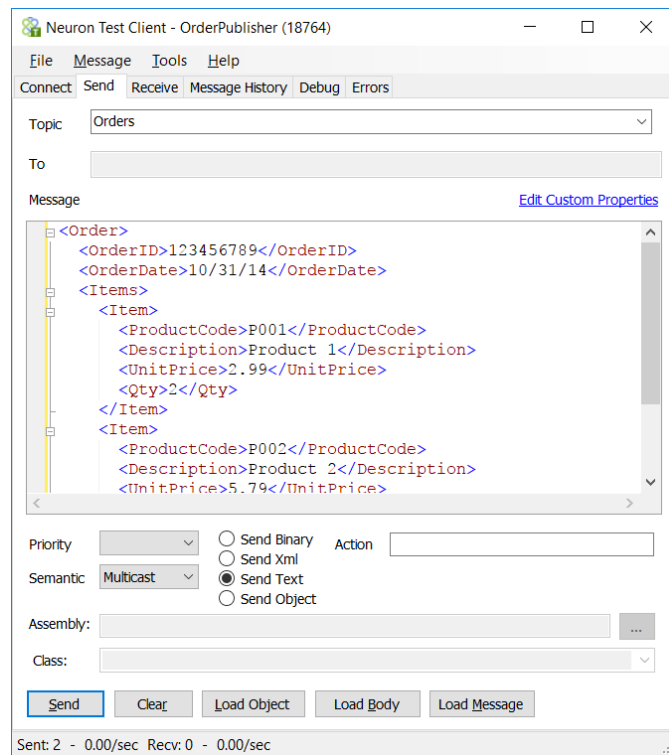 Neuron Test Client - OrderPublisher (18764)
File Message Tools Help
Connect Send Receive Message History Debug Errors
Topic Orders
To
Message Edit Custom Properties
<Order>
<OrderID>123456789</OrderID>
<OrderDate>10/31/14</OrderDate>
<Items>
<Item>
<ProductCode>P001</ProductCode>
<Description>Product 1</Description>
<UnitPrice>2.99</UnitPrice>
<Qty>2</Qty>
</Item>
<Item>
<ProductCode>P002</ProductCode>
<Description>Product 2</Description>
<UnitPrice>5.79</UnitPrice>
Priority Send Binary Action
Send Xml
Semantic Multicast Send Text
Send Object
Assembly: ...
Class:
Send Clear Load Object Load Body Load Message
Sent: 2 - 0.00/sec Recv: 0 - 0.00/sec